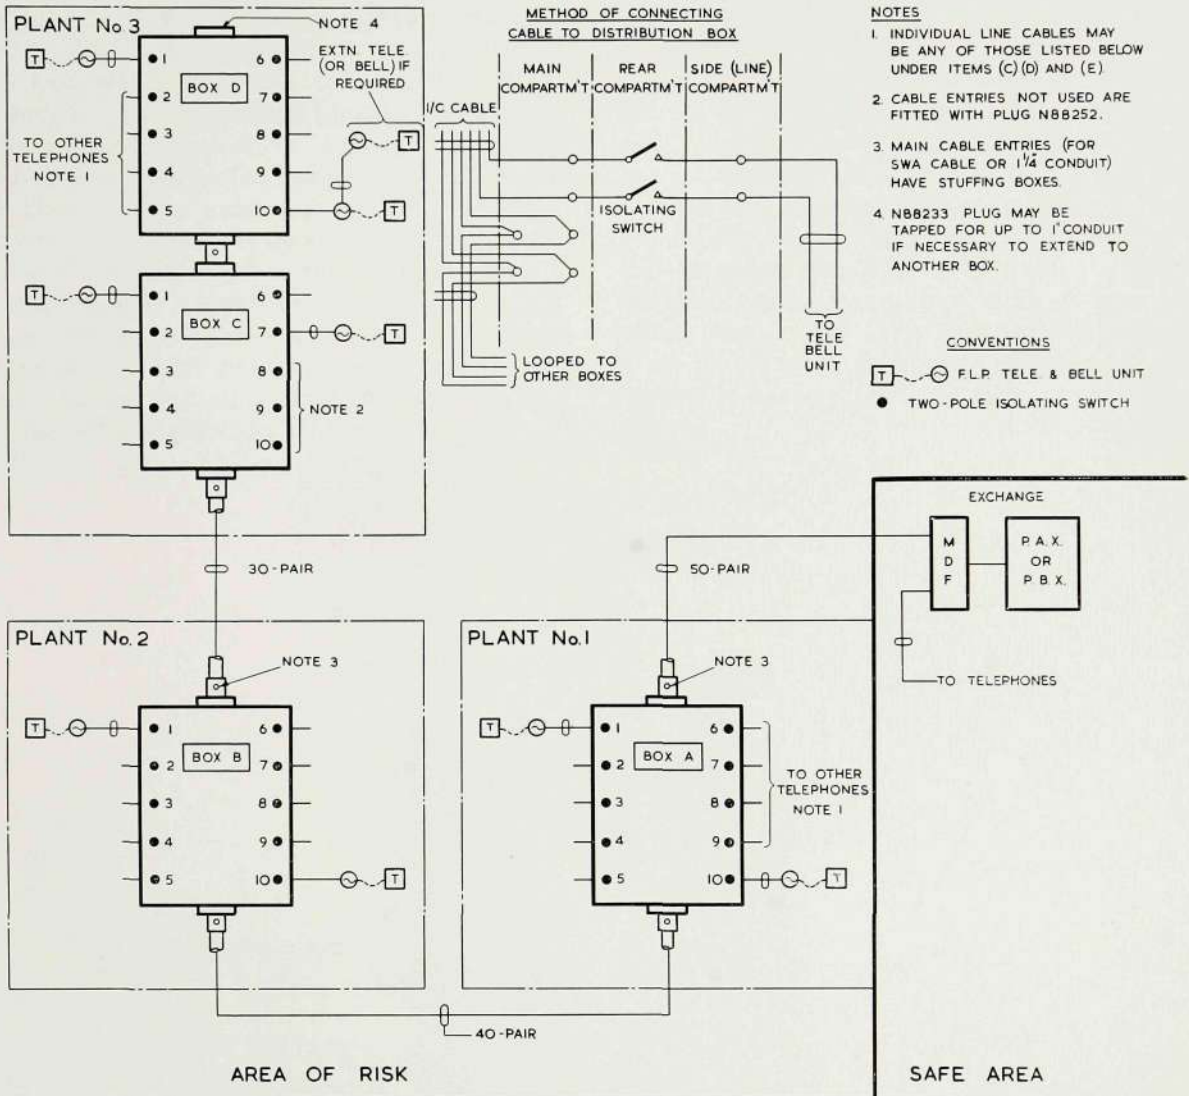 PLANT No.3
NOTE 4
T
1
6
BOX D
2
7
3
8
4
9
5
10
TO OTHER
TELEPHONES
NOTE 1
EXTN. TELE.
(OR BELL) IF
REQUIRED
T
T
T
1
6
BOX C
2
7
T
3
8
4
9
5
10
NOTE 2
30-PAIR
METHOD OF CONNECTING
CABLE TO DISTRIBUTION BOX
MAIN
COMPARTM'T
REAR
COMPARTM'T
SIDE (LINE)
COMPARTM'T
I/C CABLE
ISOLATING
SWITCH
LOOPED TO
OTHER BOXES
TO
TELE
BELL
UNIT
NOTES
1. INDIVIDUAL LINE CABLES MAY
BE ANY OF THOSE LISTED BELOW
UNDER ITEMS (C) (D) AND (E)
2. CABLE ENTRIES NOT USED ARE
FITTED WITH PLUG N88252.
3. MAIN CABLE ENTRIES (FOR
SWA CABLE OR 1¼" CONDUIT)
HAVE STUFFING BOXES.
4. N88233 PLUG MAY BE
TAPPED FOR UP TO 1" CONDUIT
IF NECESSARY TO EXTEND TO
ANOTHER BOX.
CONVENTIONS
T F.L.P. TELE. & BELL UNIT
TWO-POLE ISOLATING SWITCH
EXCHANGE
M
D
F
P.A.X.
OR
P.B.X.
TO TELEPHONES
50-PAIR
PLANT No.2
NOTE 3
T
1
6
BOX B
2
7
3
8
4
9
5
10
T
PLANT No.1
NOTE 3
T
1
6
BOX A
2
7
3
8
4
9
5
10
T
TO OTHER
TELEPHONES
NOTE 1
40-PAIR
AREA OF RISK
SAFE AREA